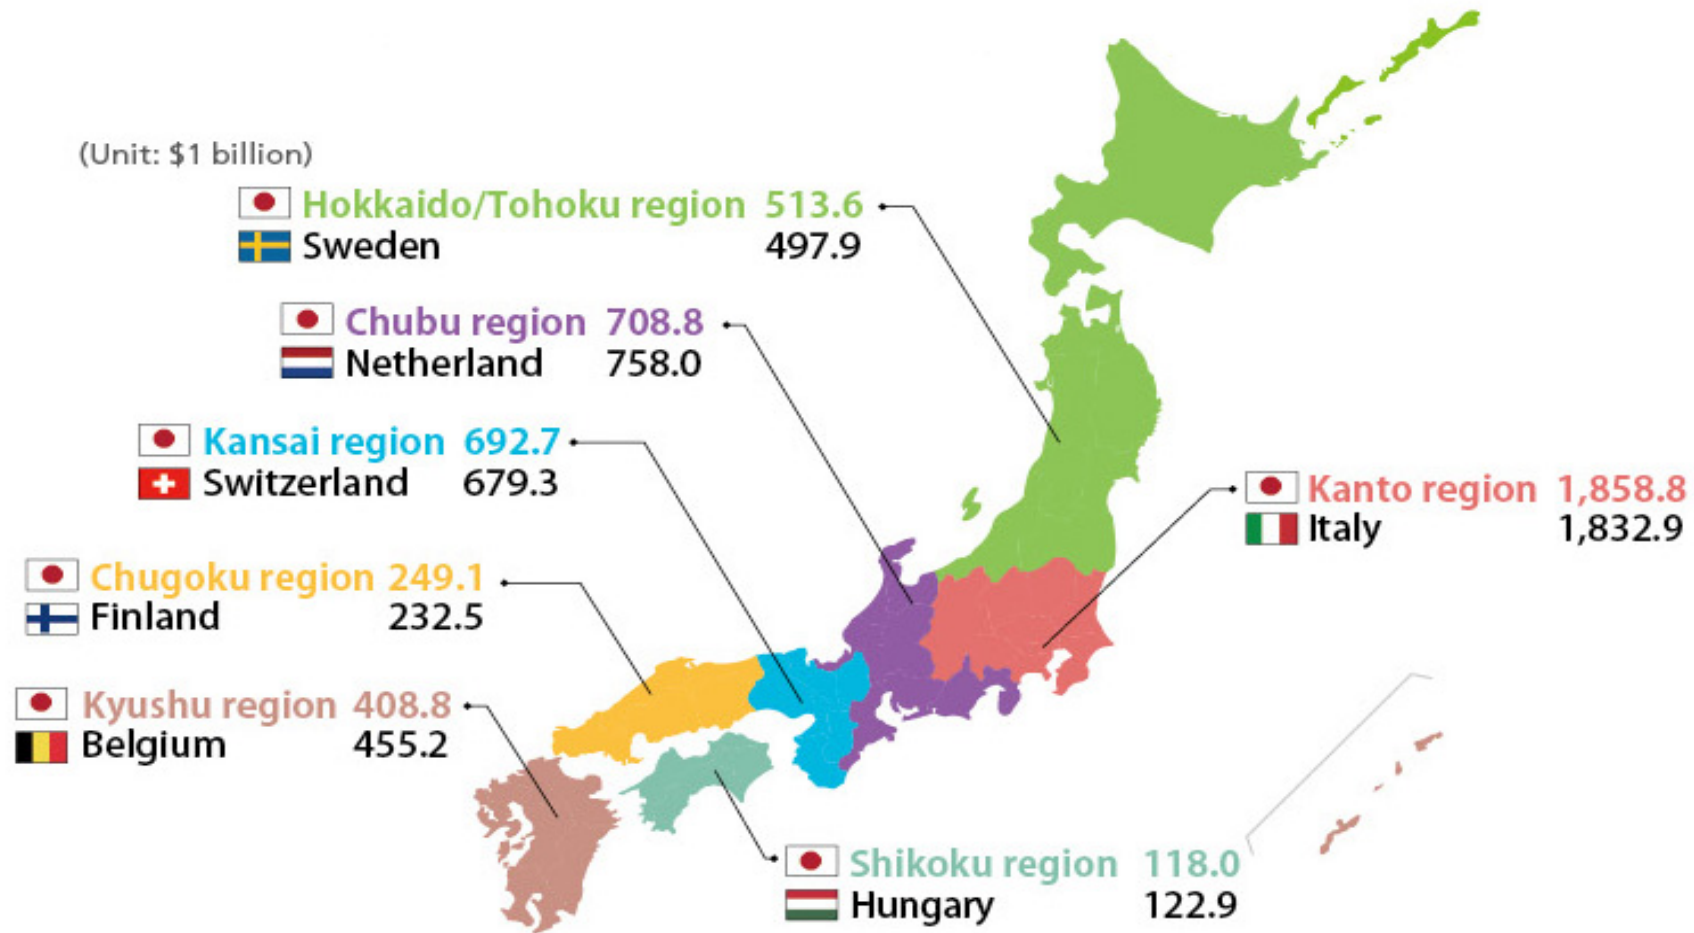 (Unit: $1 billion)
Hokkaido/Tohoku region 513.6
Sweden 497.9
Chubu region 708.8
Netherland 758.0
Kansai region 692.7
Switzerland 679.3
Kanto region 1,858.8
Italy 1,832.9
Chugoku region 249.1
Finland 232.5
Kyushu region 408.8
Belgium 455.2
Shikoku region 118.0
Hungary 122.9